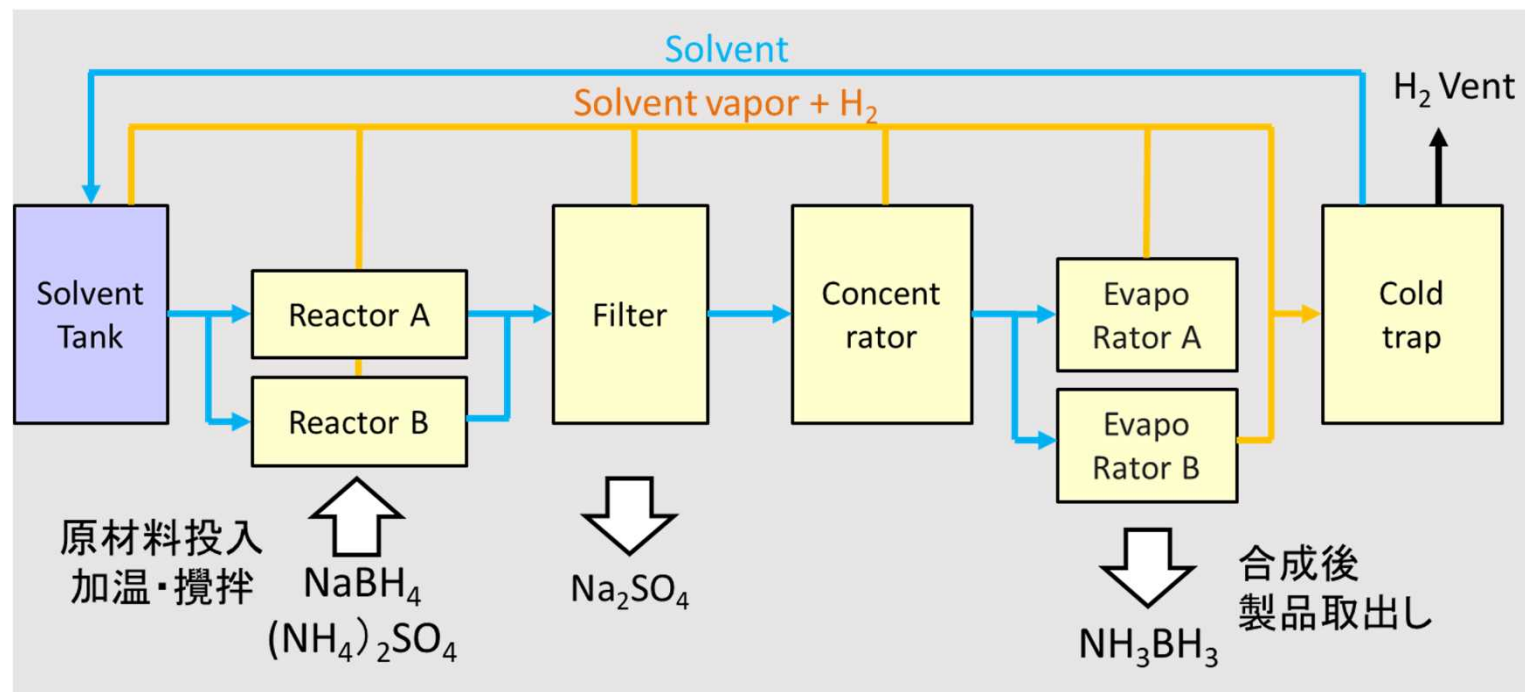 Solvent
Solvent vapor + H₂
H₂ Vent
Solvent
Tank
Reactor A
Reactor B
Filter
Concent
rator
Evapo
Rator A
Evapo
Rator B
Cold
trap
原材料投入
加温・攪拌
NaBH₄
(NH₄）₂SO₄
Na₂SO₄
NH₃BH₃
合成後
製品取出し